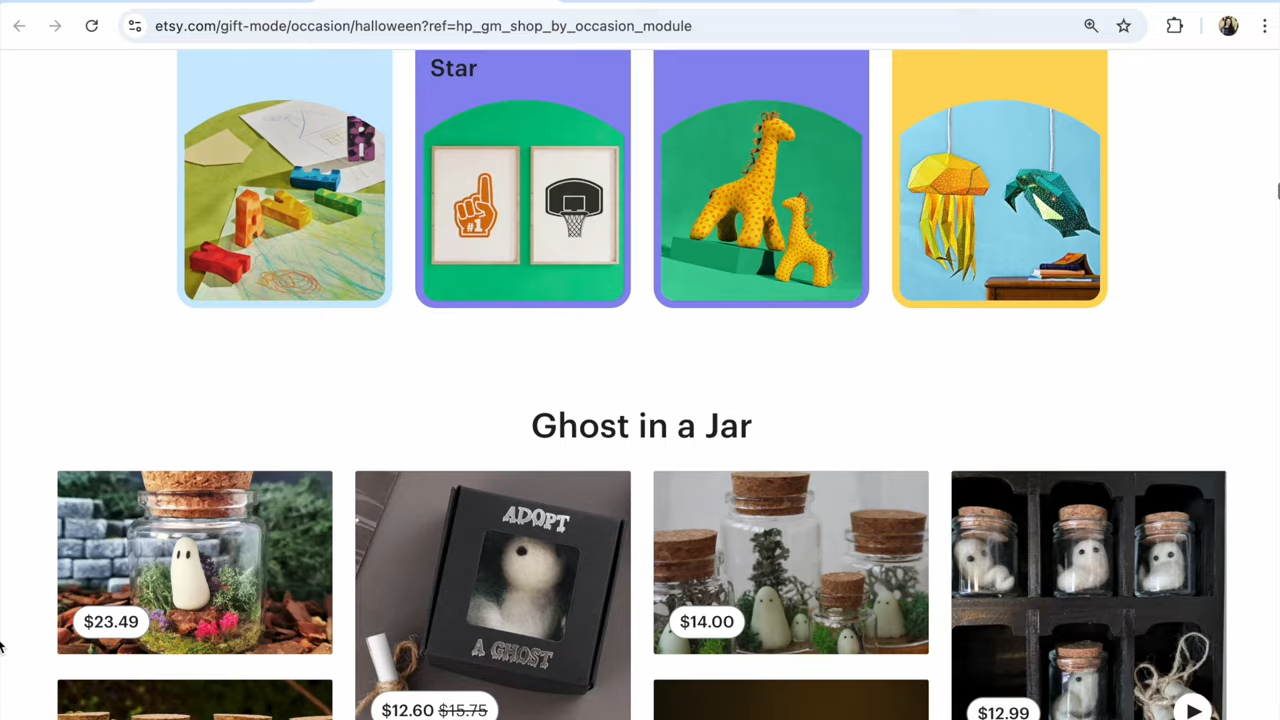 etsy.com/gift-mode/occasion/halloween?ref=hp_gm_shop_by_occasion_module
Star
#1
Ghost in a Jar
ADOPT
A GHOST
$23.49
$14.00
$12.60 $15.75
$12.99